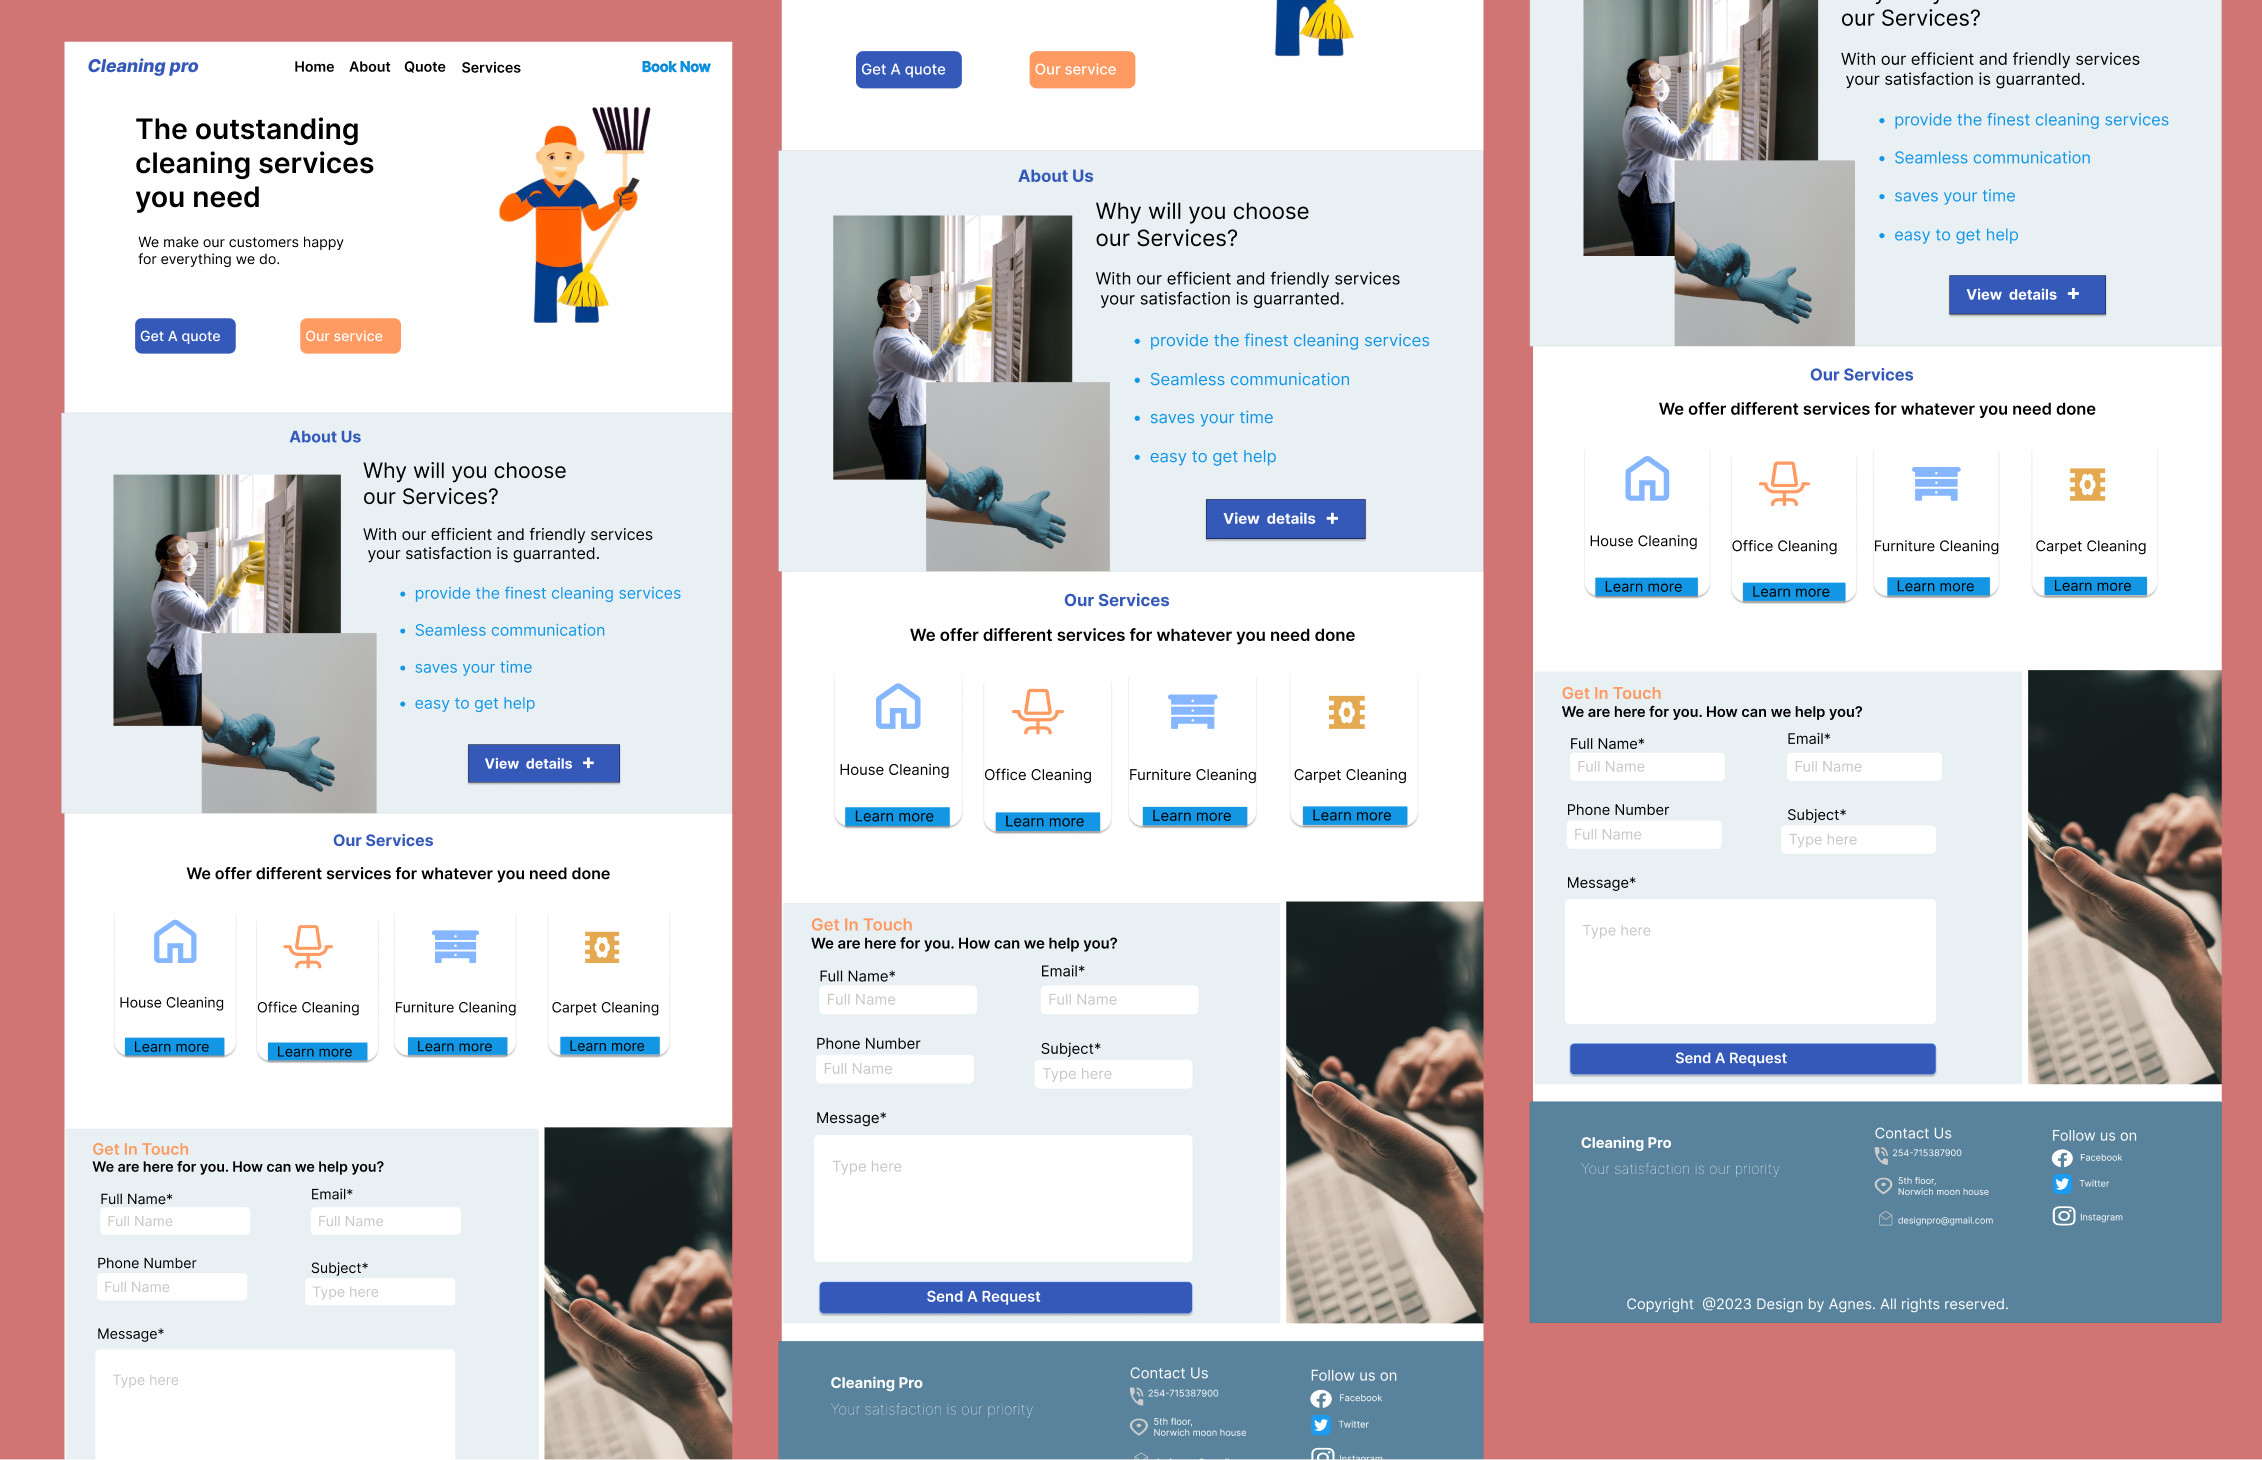 Cleaning pro
Home About Quote Services
Book Now
The outstanding
cleaning services
you need
We make our customers happy
for everything we do.
Get A quote
Our service
About Us
Why will you choose
our Services?
With our efficient and friendly services
your satisfaction is guarranted.
• provide the finest cleaning services
• Seamless communication
• saves your time
• easy to get help
View details +
Our Services
We offer different services for whatever you need done
House Cleaning
Office Cleaning
Furniture Cleaning
Carpet Cleaning
Learn more
Learn more
Learn more
Learn more
Get In Touch
We are here for you. How can we help you?
Full Name*
Full Name
Email*
Full Name
Phone Number
Full Name
Subject*
Type here
Message*
Type here
Get A quote
Our service
About Us
Why will you choose
our Services?
With our efficient and friendly services
your satisfaction is guarranted.
• provide the finest cleaning services
• Seamless communication
• saves your time
• easy to get help
View details +
Our Services
We offer different services for whatever you need done
House Cleaning
Office Cleaning
Furniture Cleaning
Carpet Cleaning
Learn more
Learn more
Learn more
Learn more
Get In Touch
We are here for you. How can we help you?
Full Name*
Full Name
Email*
Full Name
Phone Number
Full Name
Subject*
Type here
Message*
Type here
Send A Request
Cleaning Pro
Your satisfaction is our priority
Contact Us
254-715387900
5th floor,
Norwich moon house
Follow us on
Facebook
Twitter
Instagram
our Services?
With our efficient and friendly services
your satisfaction is guarranted.
• provide the finest cleaning services
• Seamless communication
• saves your time
• easy to get help
View details +
Our Services
We offer different services for whatever you need done
House Cleaning
Office Cleaning
Furniture Cleaning
Carpet Cleaning
Learn more
Learn more
Learn more
Learn more
Get In Touch
We are here for you. How can we help you?
Full Name*
Full Name
Email*
Full Name
Phone Number
Full Name
Subject*
Type here
Message*
Type here
Send A Request
Cleaning Pro
Your satisfaction is our priority
Contact Us
254-715387900
5th floor,
Norwich moon house
designpro@gmail.com
Follow us on
Facebook
Twitter
Instagram
Copyright @2023 Design by Agnes. All rights reserved.